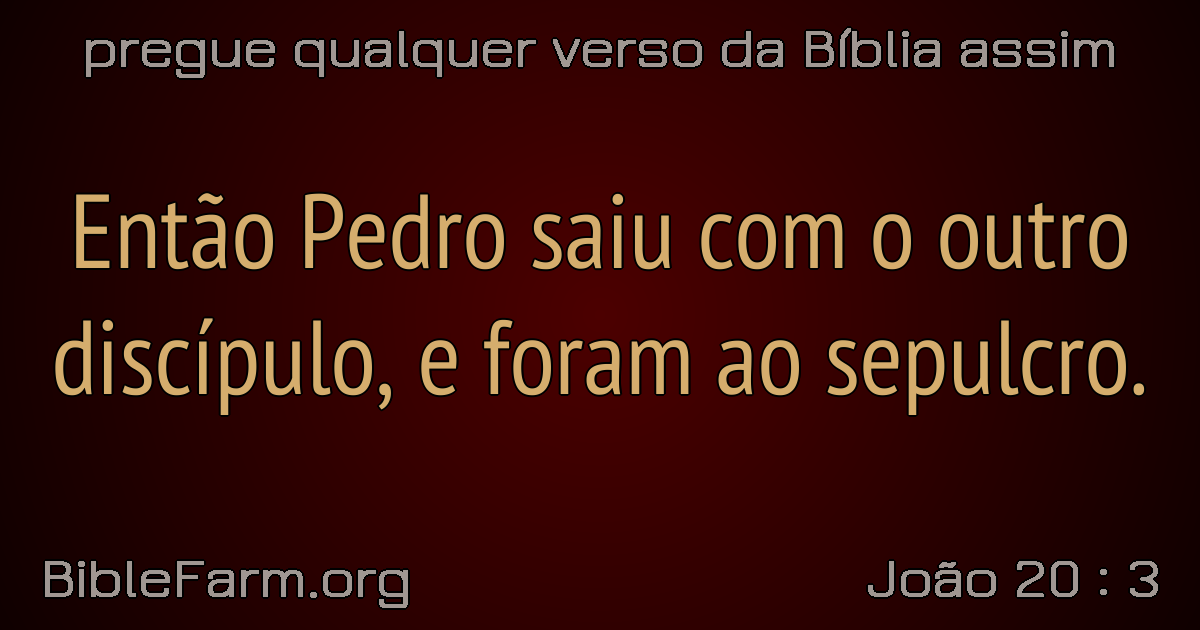 pregue qualquer verso da Bíblia assim
Então Pedro saiu com o outro
discípulo, e foram ao sepulcro.
BibleFarm.org
João 20 : 3